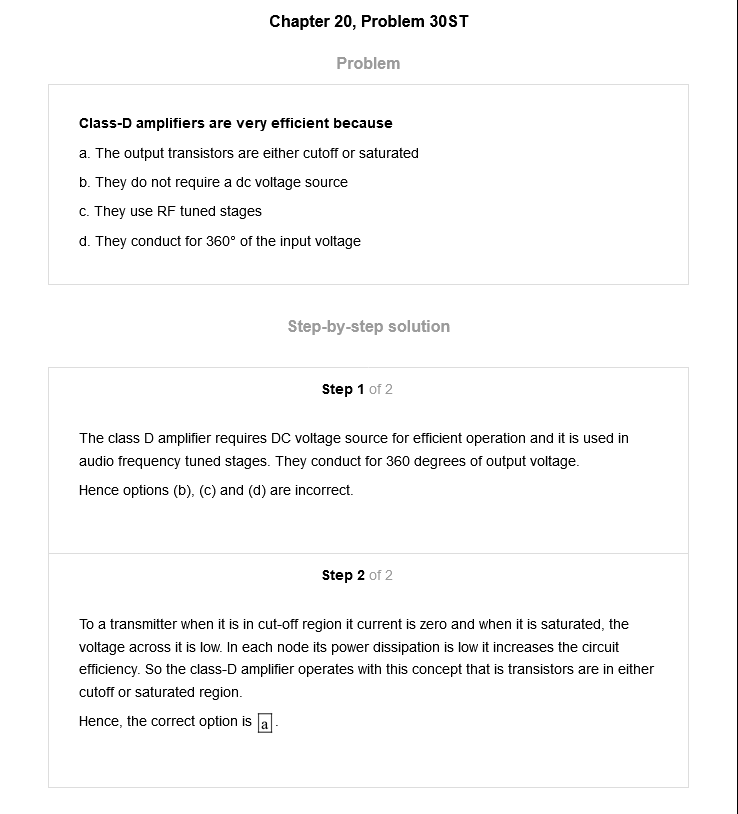 Chapter 20, Problem 30ST
Problem
Class-D amplifiers are very efficient because
a. The output transistors are either cutoff or saturated
b. They do not require a dc voltage source
c. They use RF tuned stages
d. They conduct for 360° of the input voltage
Step-by-step solution
Step 1 of 2
The class D amplifier requires DC voltage source for efficient operation and it is used in
audio frequency tuned stages. They conduct for 360 degrees of output voltage.
Hence options (b), (c) and (d) are incorrect.
Step 2 of 2
To a transmitter when it is in cut-off region it current is zero and when it is saturated, the
voltage across it is low. In each node its power dissipation is low it increases the circuit
efficiency. So the class-D amplifier operates with this concept that is transistors are in either
cutoff or saturated region.
Hence, the correct option is a.